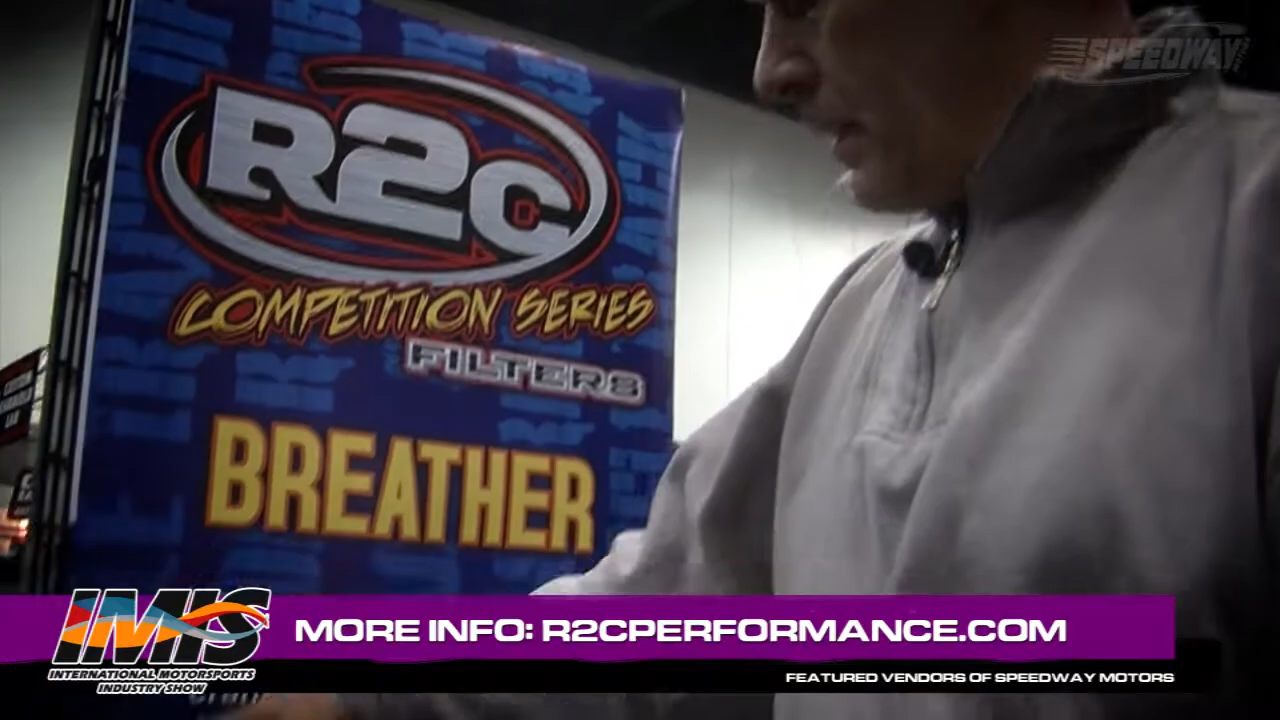 SPEEDWAY
R2C
COMPETITION SERIES
FILTERS
BREATHER
IMIS
INTERNATIONAL MOTORSPORTS
INDUSTRY SHOW
MORE INFO: R2CPERFORMANCE.COM
FEATURED VENDORS OF SPEEDWAY MOTORS